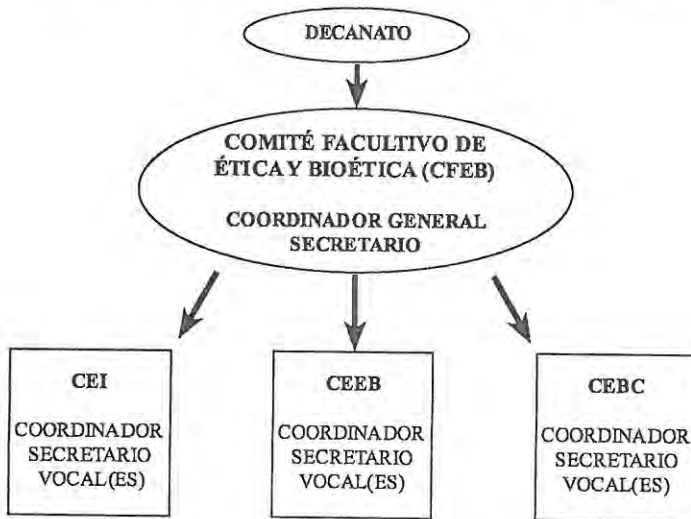 DECANATO
COMITÉ FACULTIVO DE
ÉTICA Y BIOÉTICA (CFEB)
COORDINADOR GENERAL
SECRETARIO
CEI
COORDINADOR
SECRETARIO
VOCAL(ES)
CEEB
COORDINADOR
SECRETARIO
VOCAL(ES)
CEBC
COORDINADOR
SECRETARIO
VOCAL(ES)